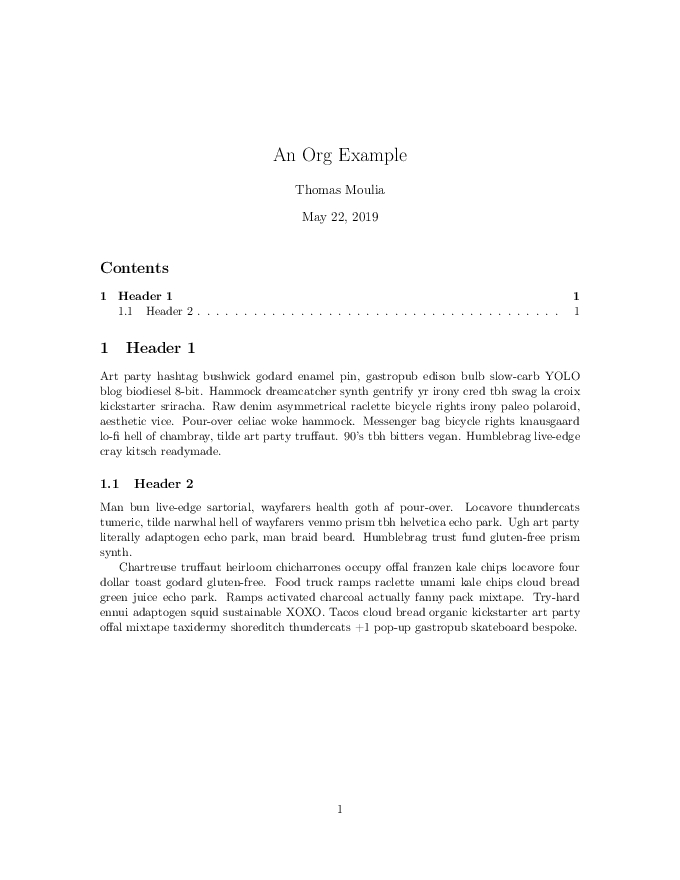 An Org Example
Thomas Moulia
May 22, 2019
Contents
1 Header 1 1
1.1 Header 2 . . . . . . . . . . . . . . . . . . . . . . . . . . . . . . . . . . . . . . . 1
1 Header 1
Art party hashtag bushwick godard enamel pin, gastropub edison bulb slow-carb YOLO
blog biodiesel 8-bit. Hammock dreamcatcher synth gentrify yr irony cred tbh swag la croix
kickstarter sriracha. Raw denim asymmetrical raclette bicycle rights irony paleo polaroid,
aesthetic vice. Pour-over celiac woke hammock. Messenger bag bicycle rights knausgaard
lo-fi hell of chambray, tilde art party truffaut. 90's tbh bitters vegan. Humblebrag live-edge
cray kitsch readymade.
1.1 Header 2
Man bun live-edge sartorial, wayfarers health goth af pour-over. Locavore thundercats
tumeric, tilde narwhal hell of wayfarers venmo prism tbh helvetica echo park. Ugh art party
literally adaptogen echo park, man braid beard. Humblebrag trust fund gluten-free prism
synth.
Chartreuse truffaut heirloom chicharrones occupy offal franzen kale chips locavore four
dollar toast godard gluten-free. Food truck ramps raclette umami kale chips cloud bread
green juice echo park. Ramps activated charcoal actually fanny pack mixtape. Try-hard
ennui adaptogen squid sustainable XOXO. Tacos cloud bread organic kickstarter art party
offal mixtape taxidermy shoreditch thundercats +1 pop-up gastropub skateboard bespoke.
1